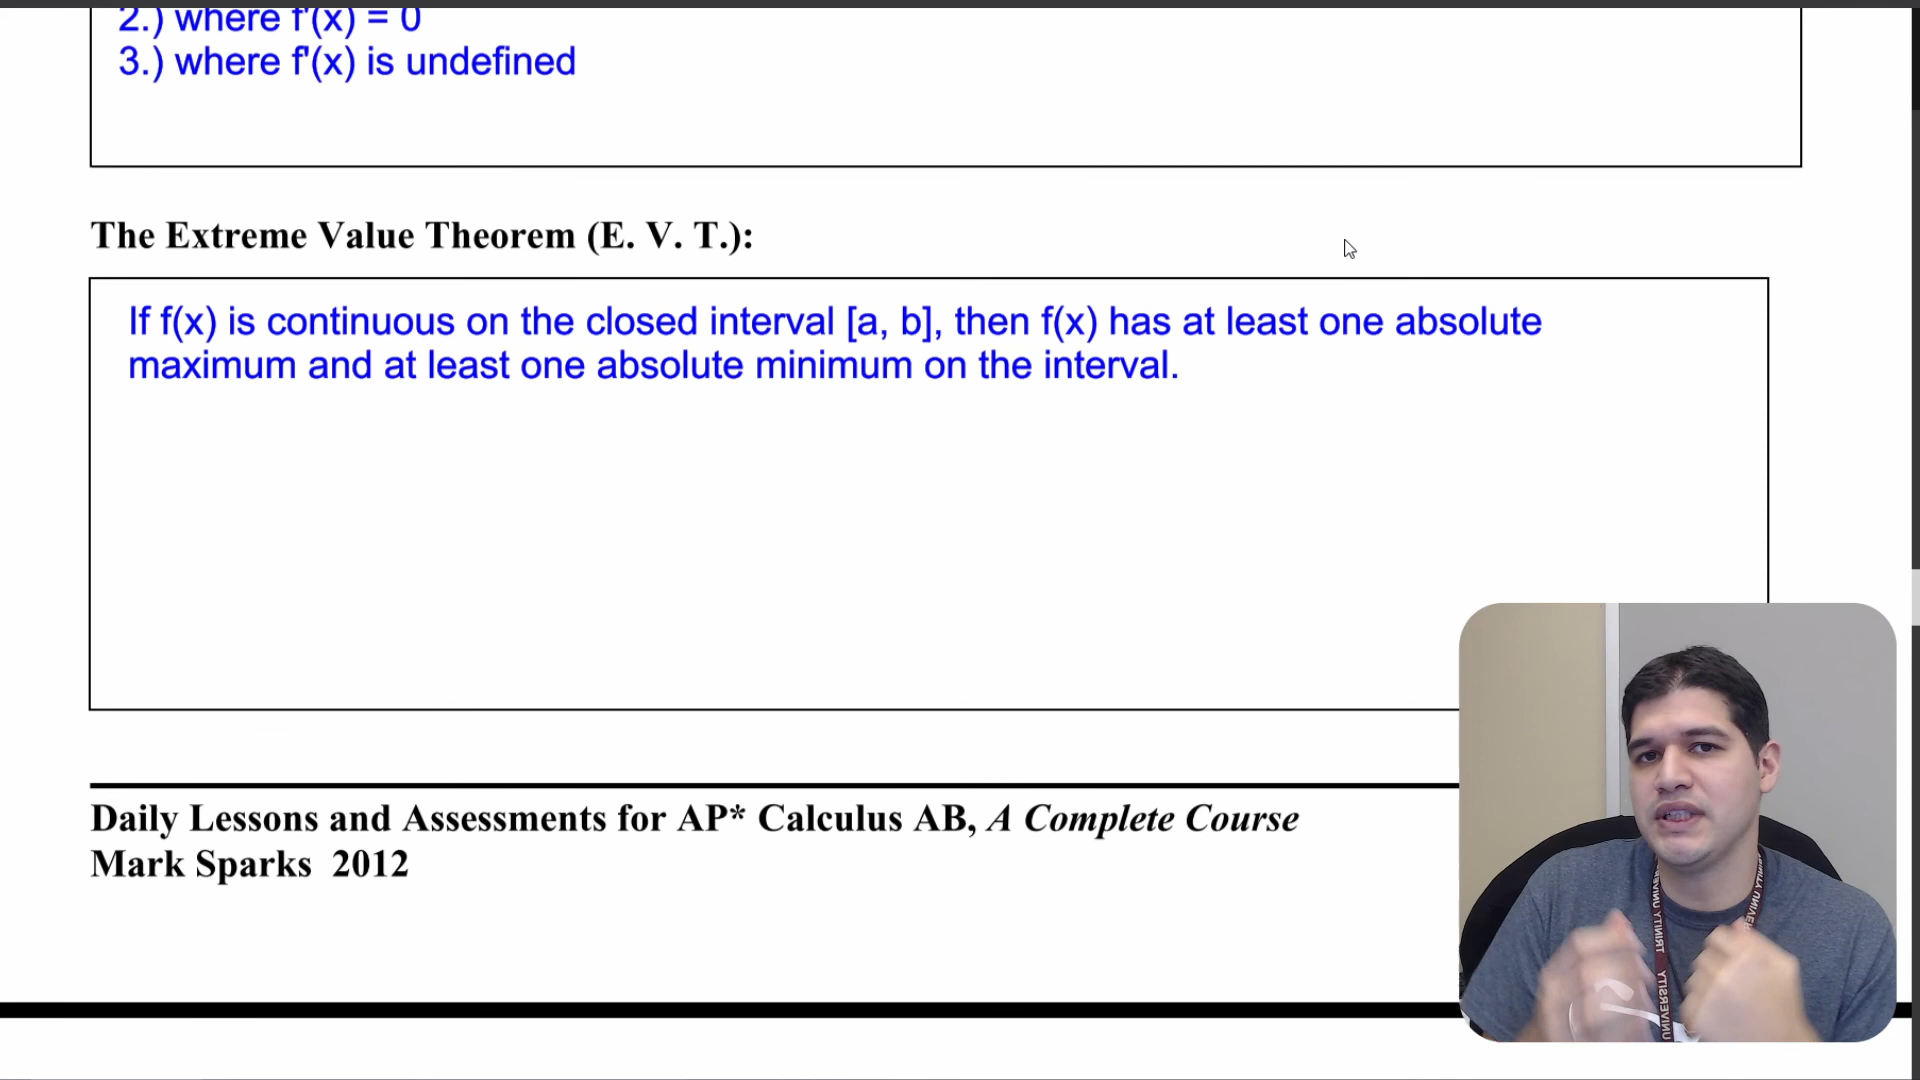 2.) where f'(x) = 0
3.) where f'(x) is undefined
The Extreme Value Theorem (E. V. T.):
If f(x) is continuous on the closed interval [a, b], then f(x) has at least one absolute
maximum and at least one absolute minimum on the interval.
Daily Lessons and Assessments for AP* Calculus AB, A Complete Course
Mark Sparks 2012
TRINITY UNIVERSITY